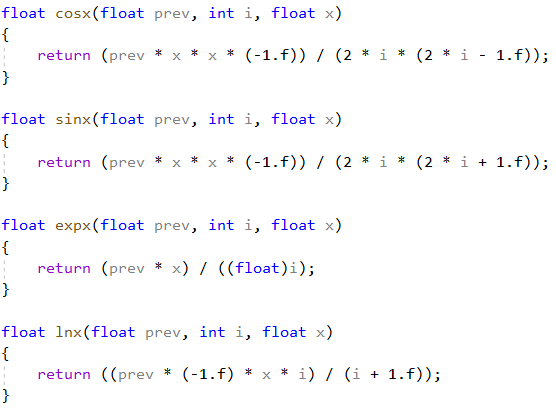 float cosx(float prev, int i, float x)
{
    return (prev * x * x * (-1.f)) / (2 * i * (2 * i - 1.f));
}
float sinx(float prev, int i, float x)
{
    return (prev * x * x * (-1.f)) / (2 * i * (2 * i + 1.f));
}
float expx(float prev, int i, float x)
{
    return (prev * x) / ((float)i);
}
float lnx(float prev, int i, float x)
{
    return ((prev * (-1.f) * x * i) / (i + 1.f));
}